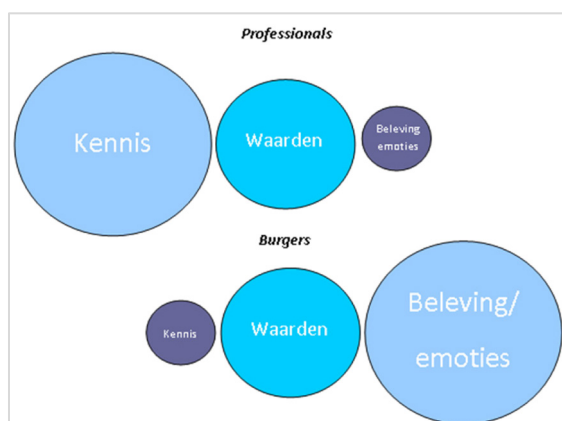 Professionals
Kennis
Waarden
Beleving
emoties
Burgers
Kennis
Waarden
Beleving/
emoties